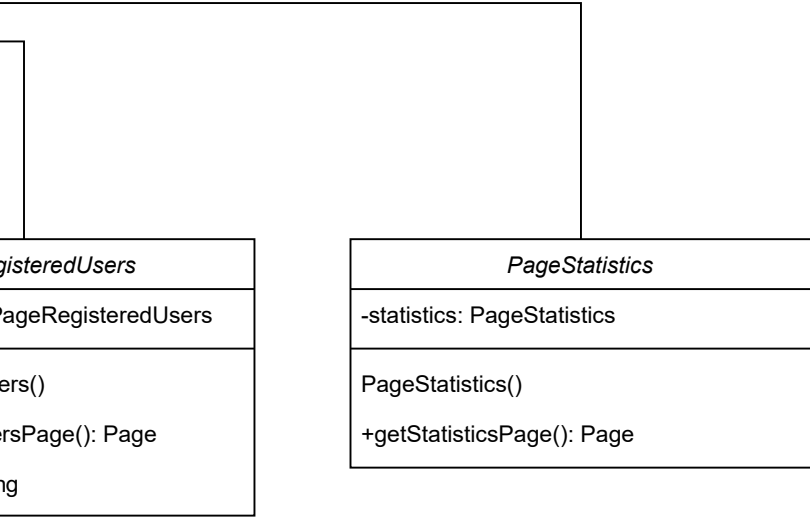 gisteredUsers
PageRegisteredUsers
ers()
ersPage(): Page
ng
PageStatistics
-statistics: PageStatistics
PageStatistics()
+getStatisticsPage(): Page